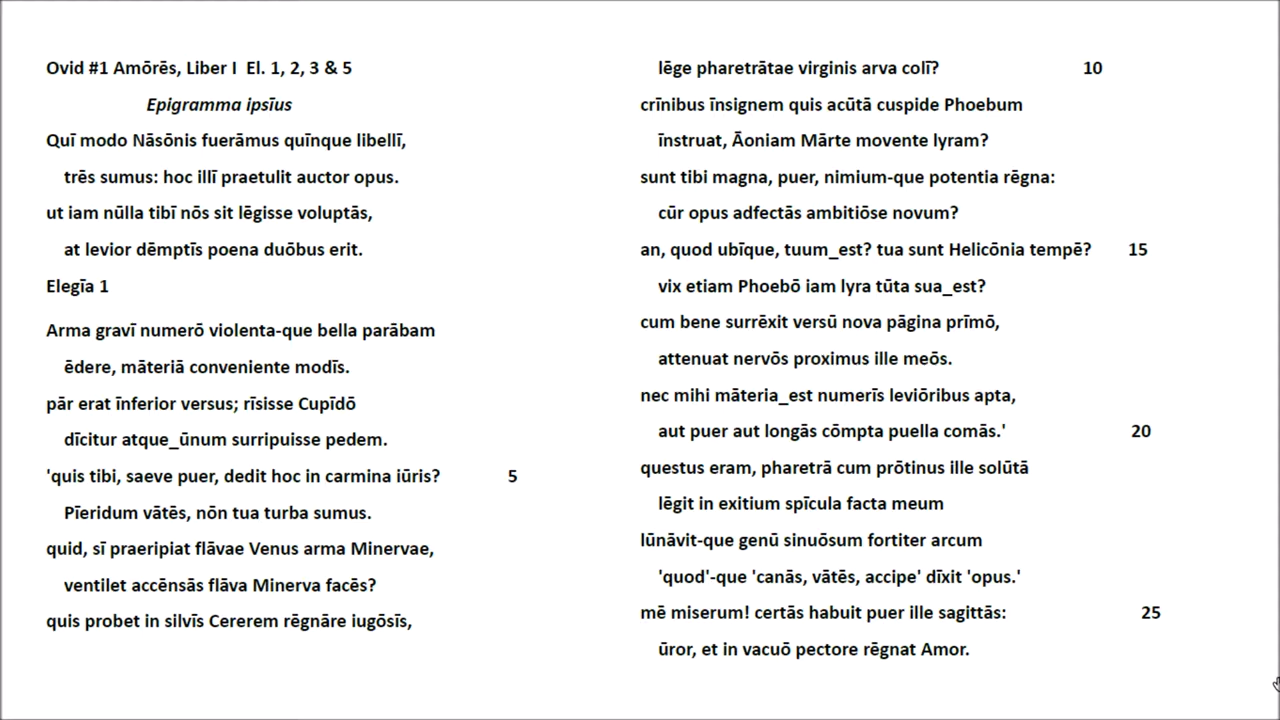 Ovid #1 Amōrēs, Liber I  El. 1, 2, 3 & 5
Epigramma ipsīus
Quī modo Nāsōnis fuerāmus quīnque libellī,
trēs sumus: hoc illī praetulit auctor opus.
ut iam nūlla tibī nōs sit lēgisse voluptās,
at levior dēmptīs poena duōbus erit.
Elegīa 1
Arma gravī numerō violenta-que bella parābam
ēdere, māteriā conveniente modīs.
pār erat īnferior versus; rīsisse Cupīdō
dīcitur atque_ūnum surripuisse pedem.
'quis tibi, saeve puer, dedit hoc in carmina iūris? 5
Pīeridum vātēs, nōn tua turba sumus.
quid, sī praeripiat flāvae Venus arma Minervae,
ventilet accēnsās flāva Minerva facēs?
quis probet in silvīs Cererem rēgnāre iugōsīs,
lēge pharetrātae virginis arva colī? 10
crīnibus īnsignem quis acūtā cuspide Phoebum
īnstruat, Āoniam Mārte movente lyram?
sunt tibi magna, puer, nimium-que potentia rēgna:
cūr opus adfectās ambitiōse novum?
an, quod ubīque, tuum_est? tua sunt Helicōnia tempē? 15
vix etiam Phoebō iam lyra tūta sua_est?
cum bene surrēxit versū nova pāgina prīmō,
attenuat nervōs proximus ille meōs.
nec mihi māteria_est numerīs leviōribus apta,
aut puer aut longās cōmpta puella comās.' 20
questus eram, pharetrā cum prōtinus ille solūtā
lēgit in exitium spīcula facta meum
lūnāvit-que genū sinuōsum fortiter arcum
'quod'-que 'canās, vātēs, accipe' dīxit 'opus.'
mē miserum! certās habuit puer ille sagittās: 25
ūror, et in vacuō pectore rēgnat Amor.